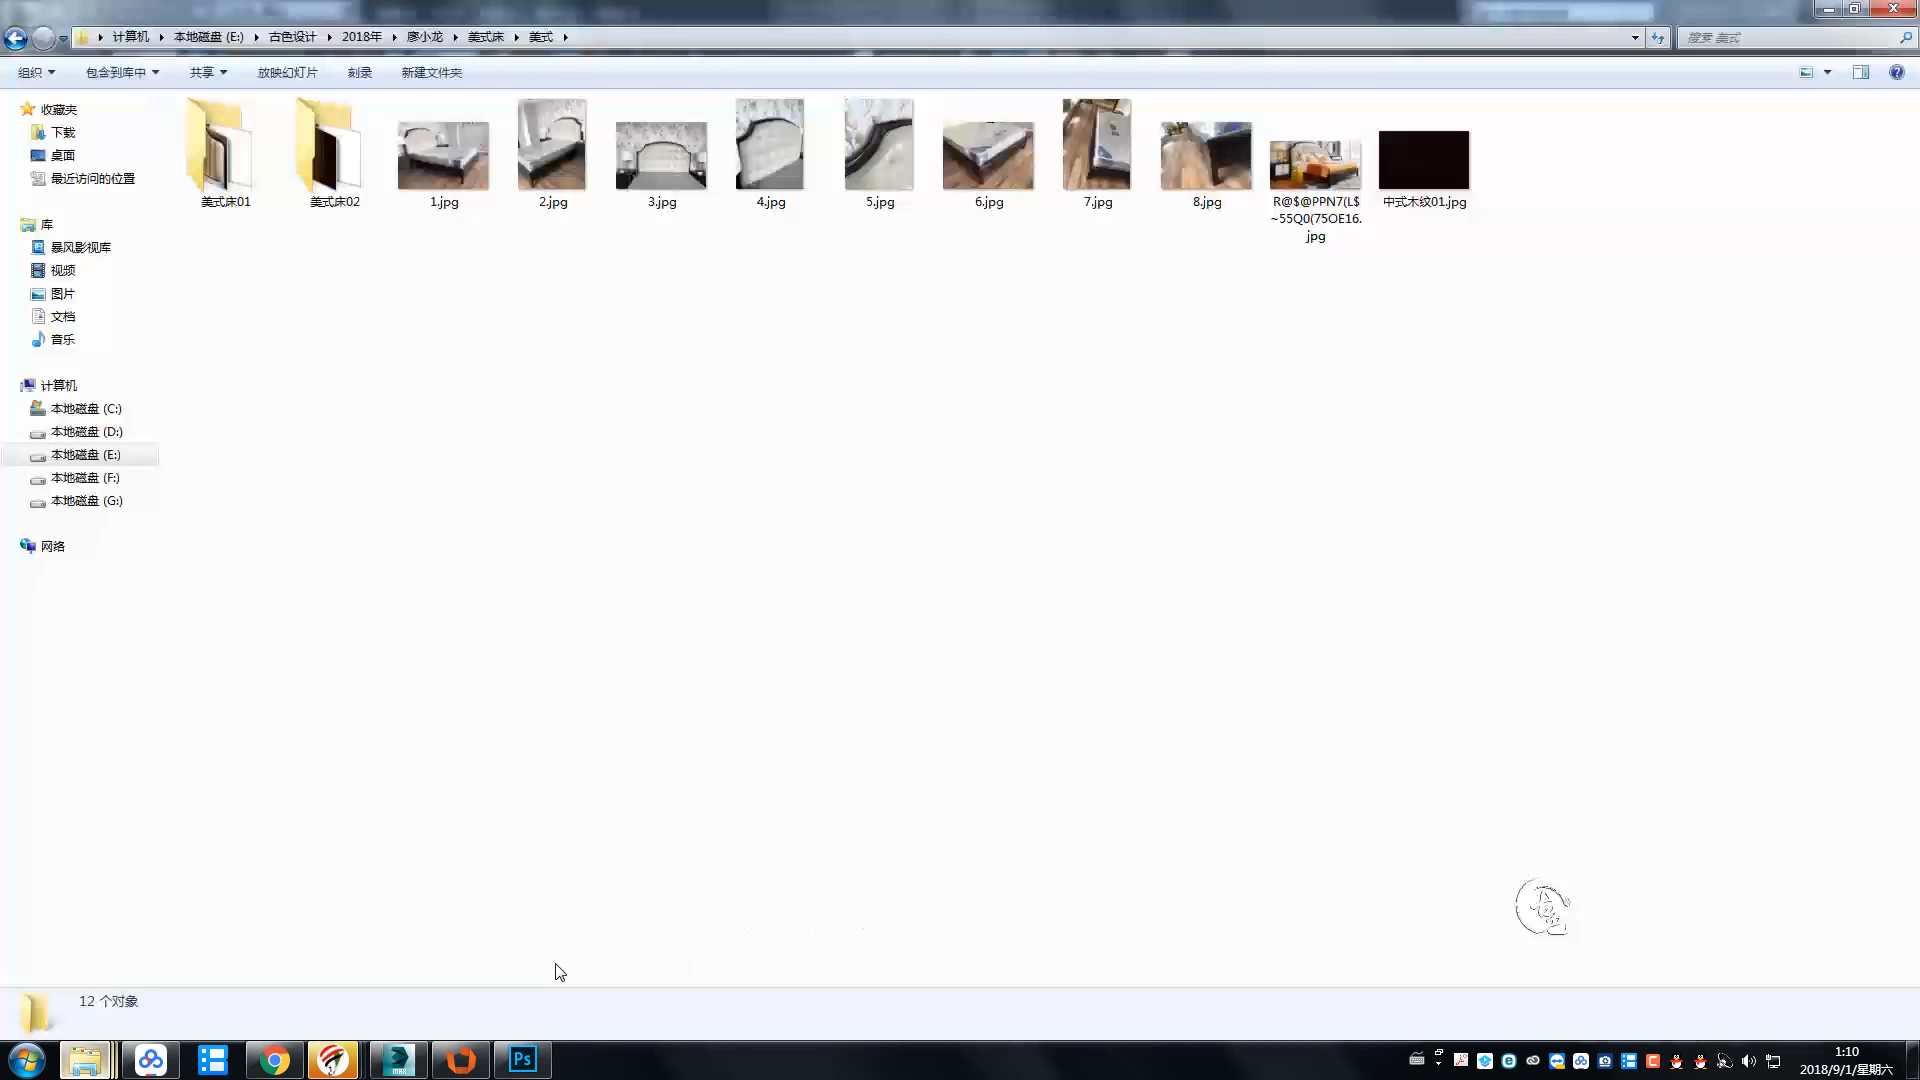 计算机 本地磁盘 (E:) 古色设计 2018年 廖小龙 美式床 美式
搜索 美式
组织 包含到库中 共享 放映幻灯片 刻录 新建文件夹
收藏夹
下载
桌面
最近访问的位置
库
暴风影视库
视频
图片
文档
音乐
计算机
本地磁盘 (C:)
本地磁盘 (D:)
本地磁盘 (E:)
本地磁盘 (F:)
本地磁盘 (G:)
网络
美式床01
美式床02
1.jpg
2.jpg
3.jpg
4.jpg
5.jpg
6.jpg
7.jpg
8.jpg
R@$@PPN7(L$
~55Q0(75OE16.
jpg
中式木纹01.jpg
12 个对象
MAX
Ps
1:10
2018/9/1/星期六